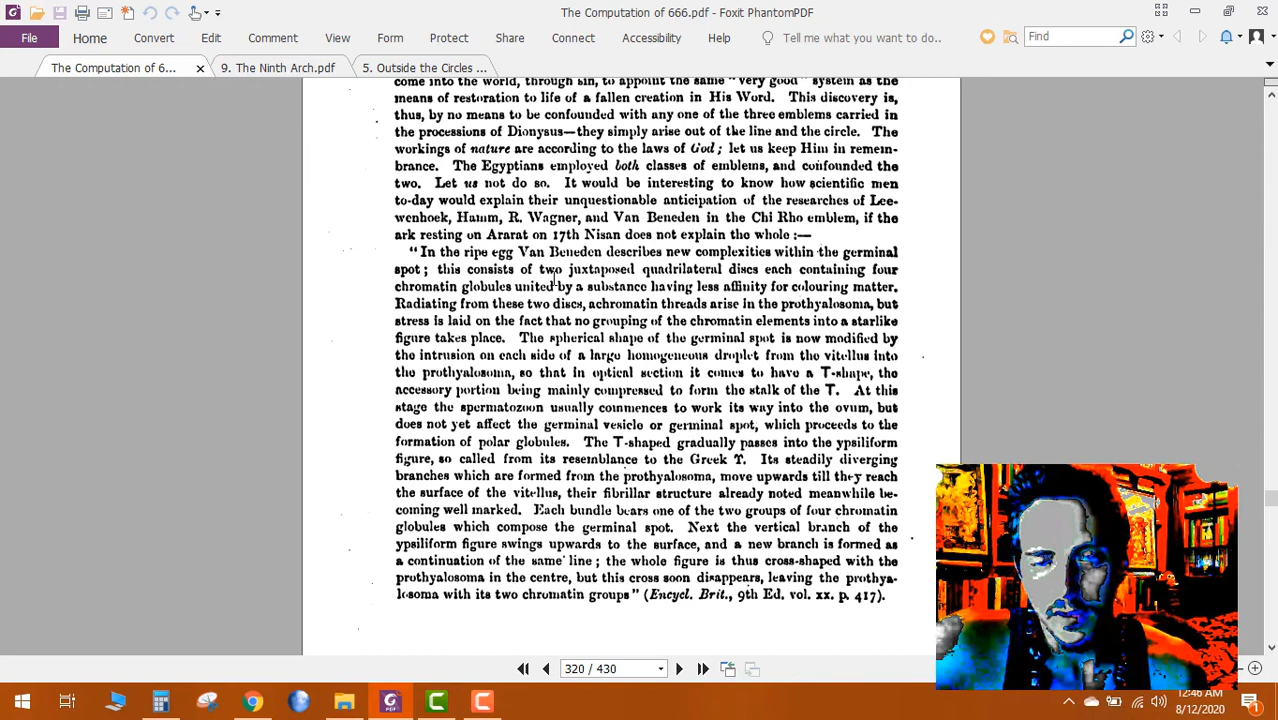 The Computation of 666.pdf - Foxit PhantomPDF
File Home Convert Edit Comment View Form Protect Share Connect Accessibility Help Tell me what you want to do.. Find
The Computation of 6... × 9. The Ninth Arch.pdf 5. Outside the Circles ...
come into the world, through sin, to appoint the same "very good" system as the
means of restoration to life of a fallen creation in His Word. This discovery is,
thus, by no means to be confounded with any one of the three emblems carried in
the processions of Dionysus—they simply arise out of the line and the circle. The
workings of nature are according to the laws of God; let us keep Him in remem-
brance. The Egyptians employed both classes of emblems, and confounded the
two. Let us not do so. It would be interesting to know how scientific men
to-day would explain their unquestionable anticipation of the researches of Lee-
wenhoek, Hamm, R. Wagner, and Van Beneden in the Chi Rho emblem, if the
ark resting on Ararat on 17th Nisan does not explain the whole :—
"In the ripe egg Van Beneden describes new complexities within the germinal
spot; this consists of two juxtaposed quadrilateral discs each containing four
chromatin globules united by a substance having less affinity for colouring matter.
Radiating from these two discs, achromatin threads arise in the prothyalosoma, but
stress is laid on the fact that no grouping of the chromatin elements into a starlike
figure takes place. The spherical shape of the germinal spot is now modified by
the intrusion on each side of a large homogeneous droplet from the vitellus into
the prothyalosoma, so that in optical section it comes to have a T-shape, the
accessory portion being mainly compressed to form the stalk of the T. At this
stage the spermatozoon usually commences to work its way into the ovum, but
does not yet affect the germinal vesicle or germinal spot, which proceeds to the
formation of polar globules. The T-shaped gradually passes into the ypsiliform
figure, so called from its resemblance to the Greek ϒ. Its steadily diverging
branches which are formed from the prothyalosoma, move upwards till they reach
the surface of the vitellus, their fibrillar structure already noted meanwhile be-
coming well marked. Each bundle bears one of the two groups of four chromatin
globules which compose the germinal spot. Next the vertical branch of the
ypsiliform figure swings upwards to the surface, and a new branch is formed as
a continuation of the same line; the whole figure is thus cross-shaped with the
prothyalosoma in the centre, but this cross soon disappears, leaving the prothya-
losoma with its two chromatin groups" (Encycl. Brit., 9th Ed. vol. xx. p. 417).
320 / 430
12:46 AM
8/12/2020